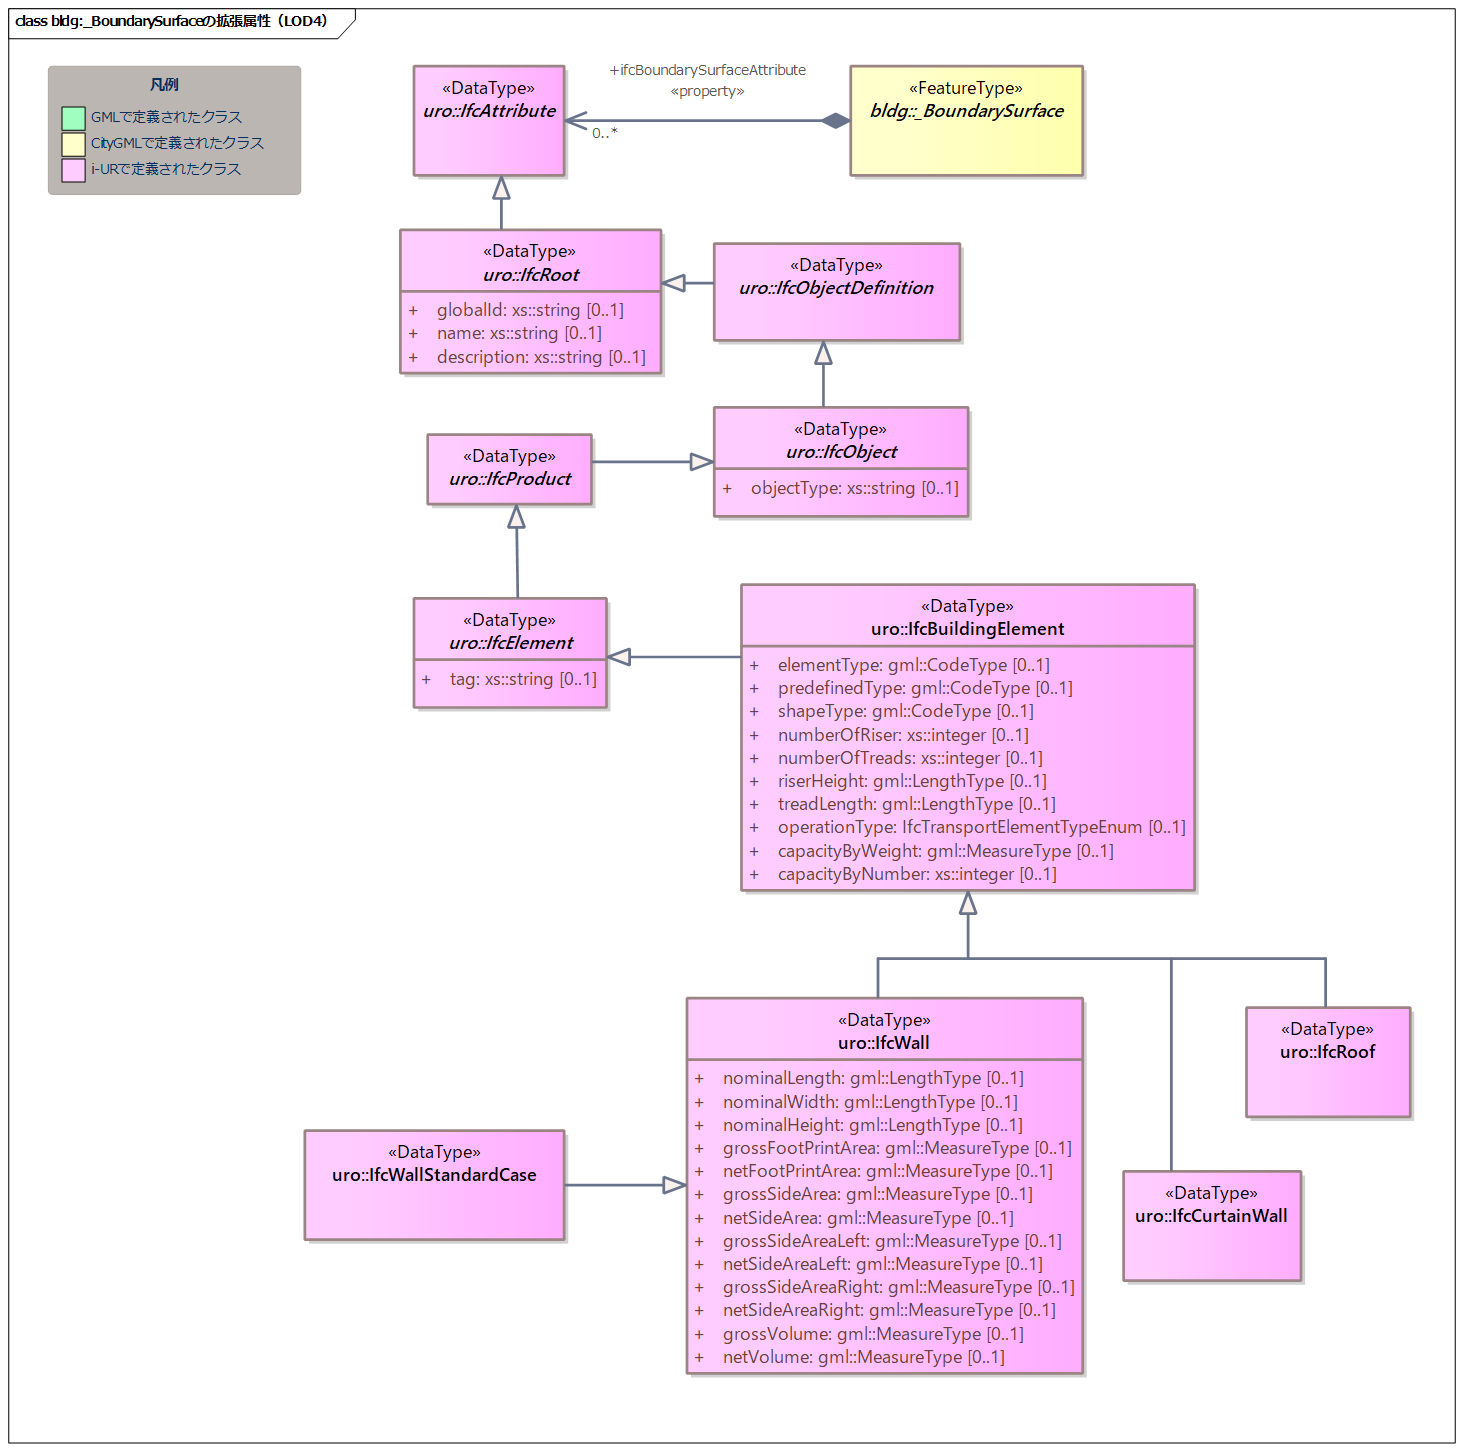 class bldg::_BoundarySurfaceの拡張属性（LOD4）
凡例
GMLで定義されたクラス
CityGMLで定義されたクラス
i-URで定義されたクラス
«DataType»
uro::IfcAttribute
+ifcBoundarySurfaceAttribute
«property»
0..*
«FeatureType»
bldg::_BoundarySurface
«DataType»
uro::IfcRoot
+ globalId: xs::string [0..1]
+ name: xs::string [0..1]
+ description: xs::string [0..1]
«DataType»
uro::IfcObjectDefinition
«DataType»
uro::IfcObject
+ objectType: xs::string [0..1]
«DataType»
uro::IfcProduct
«DataType»
uro::IfcElement
+ tag: xs::string [0..1]
«DataType»
uro::IfcBuildingElement
+ elementType: gml::CodeType [0..1]
+ predefinedType: gml::CodeType [0..1]
+ shapeType: gml::CodeType [0..1]
+ numberOfRiser: xs::integer [0..1]
+ numberOfTreads: xs::integer [0..1]
+ riserHeight: gml::LengthType [0..1]
+ treadLength: gml::LengthType [0..1]
+ operationType: IfcTransportElementTypeEnum [0..1]
+ capacityByWeight: gml::MeasureType [0..1]
+ capacityByNumber: xs::integer [0..1]
«DataType»
uro::IfcWall
+ nominalLength: gml::LengthType [0..1]
+ nominalWidth: gml::LengthType [0..1]
+ nominalHeight: gml::LengthType [0..1]
+ grossFootPrintArea: gml::MeasureType [0..1]
+ netFootPrintArea: gml::MeasureType [0..1]
+ grossSideArea: gml::MeasureType [0..1]
+ netSideArea: gml::MeasureType [0..1]
+ grossSideAreaLeft: gml::MeasureType [0..1]
+ netSideAreaLeft: gml::MeasureType [0..1]
+ grossSideAreaRight: gml::MeasureType [0..1]
+ netSideAreaRight: gml::MeasureType [0..1]
+ grossVolume: gml::MeasureType [0..1]
+ netVolume: gml::MeasureType [0..1]
«DataType»
uro::IfcRoof
«DataType»
uro::IfcWallStandardCase
«DataType»
uro::IfcCurtainWall